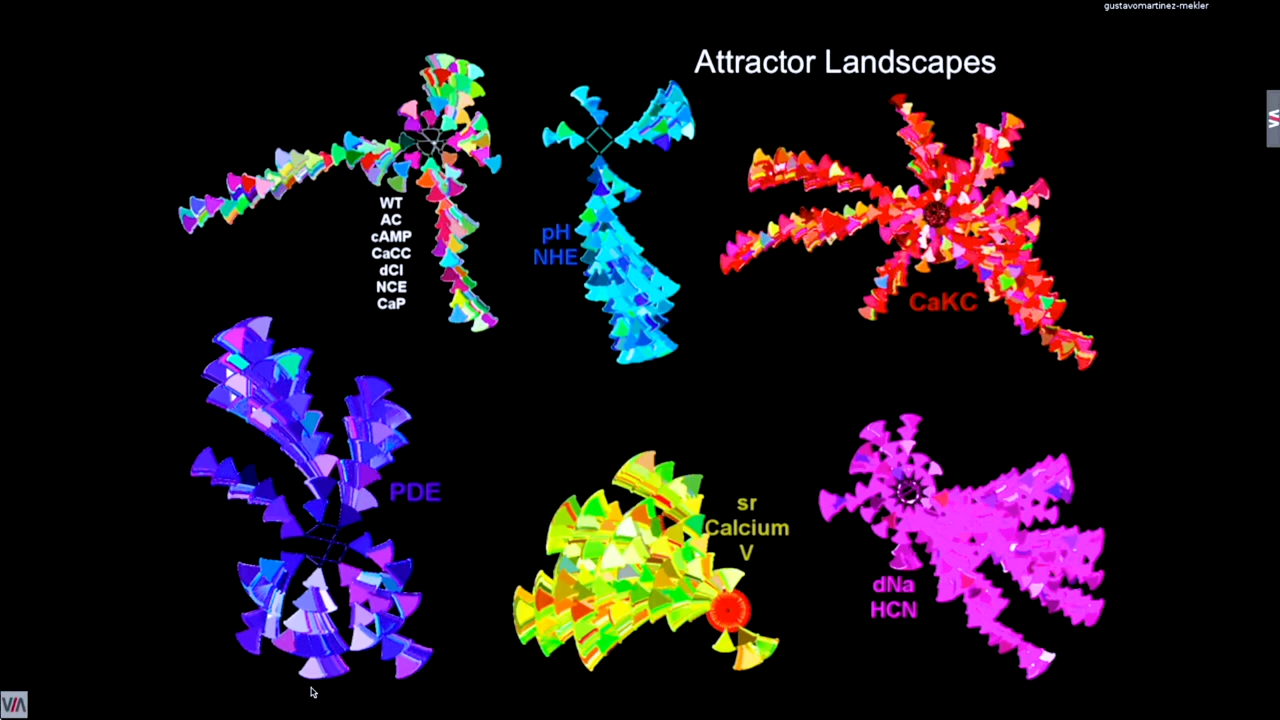 gustavomartinez-mekler
Attractor Landscapes
WT
AC
cAMP
CaCC
dCl
NCE
CaP
pH
NHE
CaKC
PDE
sr
Calcium
V
dNa
HCN
VIA
VIA